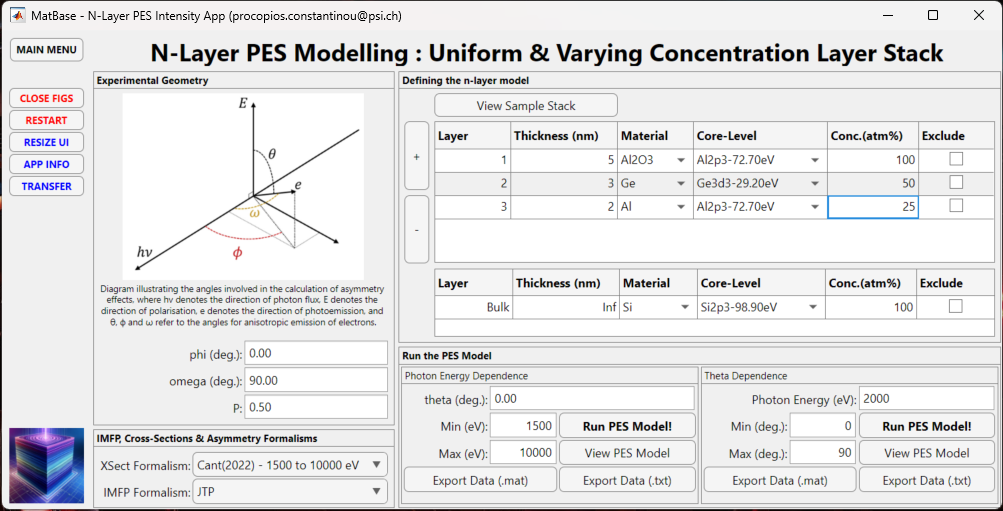 MatBase - N-Layer PES Intensity App (procopios.constantinou@psi.ch)
MAIN MENU
N-Layer PES Modelling : Uniform & Varying Concentration Layer Stack
CLOSE FIGS
RESTART
RESIZE UI
APP INFO
TRANSFER
Experimental Geometry
E
θ
e
ω
hν
ϕ
Diagram illustrating the angles involved in the calculation of asymmetry
effects, where hv denotes the direction of photon flux, E denotes the
direction of polarisation, e denotes the direction of photoemission, and
θ, ϕ and ω refer to the angles for anisotropic emission of electrons.
phi (deg.): 0.00
omega (deg.): 90.00
P: 0.50
IMFP, Cross-Sections & Asymmetry Formalisms
XSect Formalism: Cant(2022) - 1500 to 10000 eV
IMFP Formalism: JTP
Defining the n-layer model
View Sample Stack
+
-
Layer Thickness (nm) Material Core-Level Conc.(atm%) Exclude
1 5 Al2O3 Al2p3-72.70eV 100
2 3 Ge Ge3d3-29.20eV 50
3 2 Al Al2p3-72.70eV 25
Layer Thickness (nm) Material Core-Level Conc.(atm%) Exclude
Bulk Inf Si Si2p3-98.90eV 100
Run the PES Model
Photon Energy Dependence
theta (deg.): 0.00
Min (eV): 1500 Run PES Model!
Max (eV): 10000 View PES Model
Export Data (.mat) Export Data (.txt)
Theta Dependence
Photon Energy (eV): 2000
Min (deg.): 0 Run PES Model!
Max (deg.): 90 View PES Model
Export Data (.mat) Export Data (.txt)